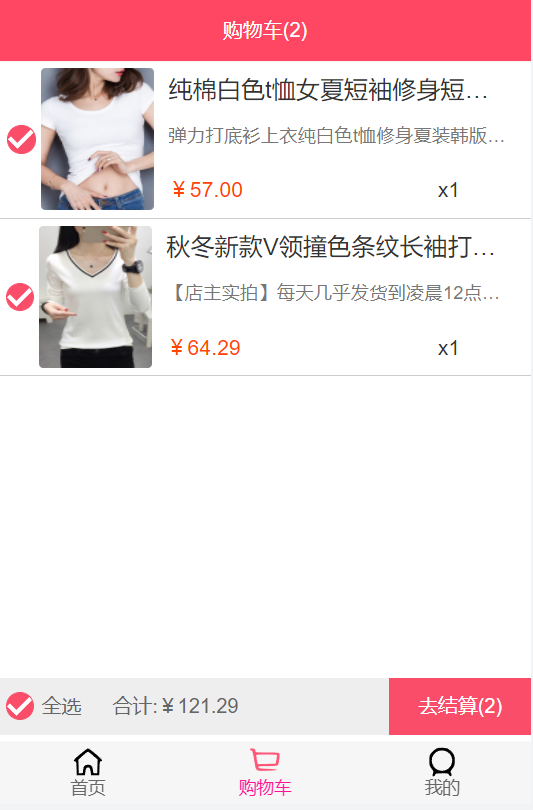 购物车(2)
纯棉白色t恤女夏短袖修身短…
弹力打底衫上衣纯白色t恤修身夏装韩版…
￥57.00 x1
秋冬新款V领撞色条纹长袖打…
【店主实拍】每天几乎发货到凌晨12点…
￥64.29 x1
全选 合计:￥121.29 去结算(2)
首页 购物车 我的